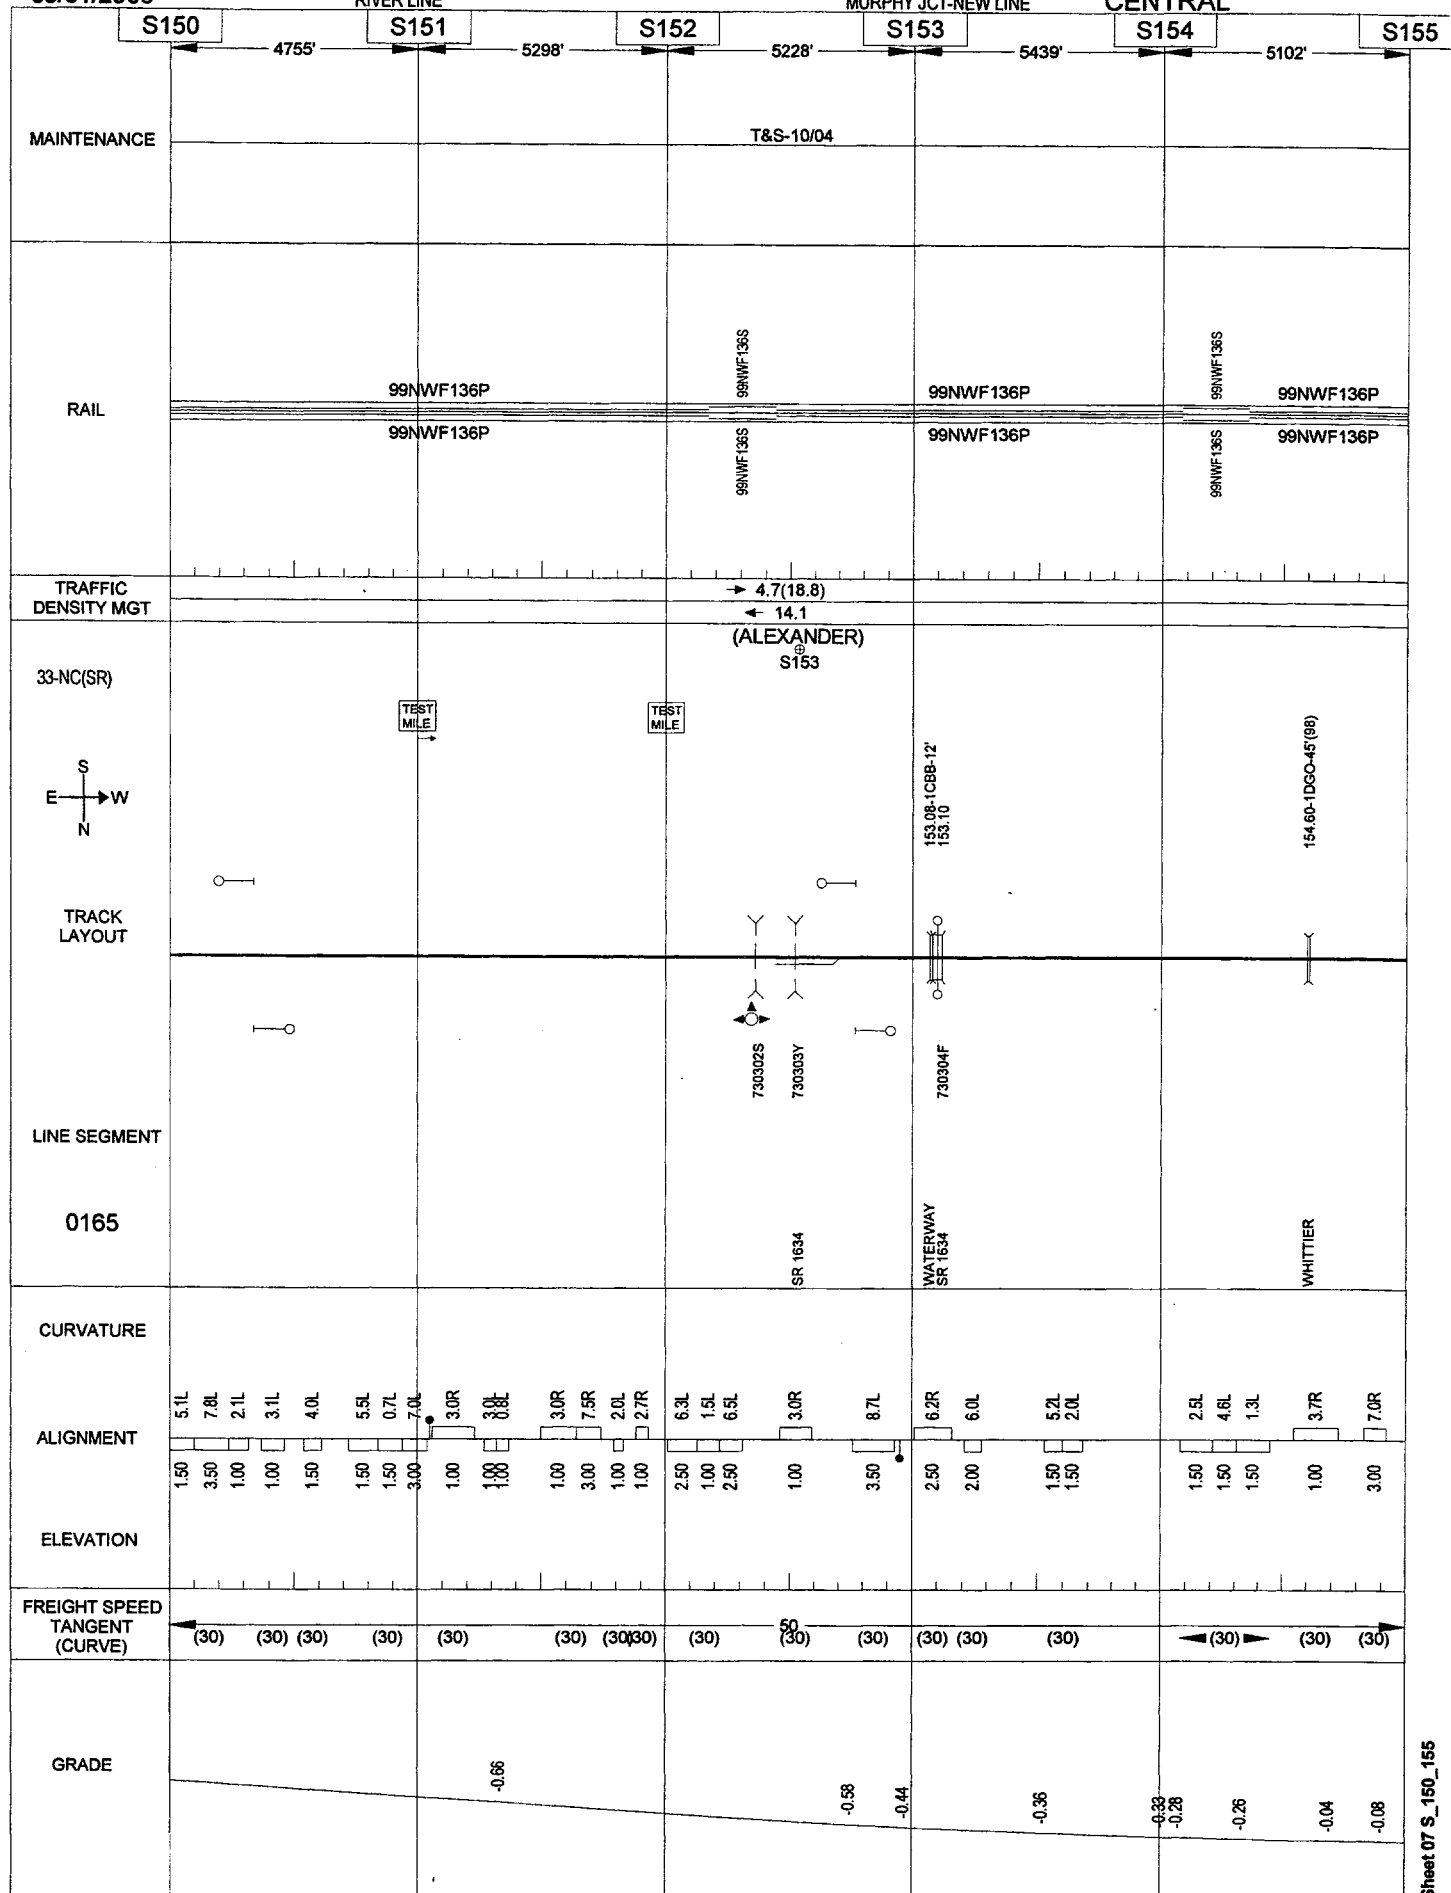 RIVER LINE
MURPHY JCT-NEW LINE
CENTRAL
S150 S151 S152 S153 S154 S155
4755' 5298' 5228' 5439' 5102'
MAINTENANCE
T&S-10/04
RAIL
99NWF136P 99NWF136S 99NWF136P 99NWF136S 99NWF136P
99NWF136P 99NWF136S 99NWF136P 99NWF136S 99NWF136P
TRAFFIC
DENSITY MGT
4.7(18.8)
14.1
(ALEXANDER)
S153
33-NC(SR)
TEST
MILE
TEST
MILE
S
E W
N
153.08-1CBB-12'
153.10
154.60-1DGO-45'(98)
TRACK
LAYOUT
730302S
730303Y
730304F
LINE SEGMENT
0165
SR 1634
WATERWAY
SR 1634
WHITTIER
CURVATURE
5.1L 7.8L 2.1L 3.1L 4.0L 5.5L 0.7L 7.0L 3.0R 3.0L 0.8L 3.0R 7.5R 2.0L 2.7R 6.3L 1.5L 6.5L 3.0R 8.7L 6.2R 6.0L 5.2L 2.0L 2.5L 4.6L 1.3L 3.7R 7.0R
ALIGNMENT
1.50 3.50 1.00 1.00 1.50 1.50 1.50 3.00 1.00 1.00 1.00 1.00 3.00 1.00 1.00 2.50 1.00 2.50 1.00 3.50 2.50 2.00 1.50 1.50 1.50 1.50 1.50 1.00 3.00
ELEVATION
FREIGHT SPEED
TANGENT
(CURVE)
50
(30) (30) (30) (30) (30) (30) (30) (30) (30) (30) (30) (30) (30) (30) (30) (30) (30)
GRADE
-0.66 -0.58 -0.44 -0.36 -0.33 -0.28 -0.26 -0.04 -0.08
Sheet 07 S_150_155